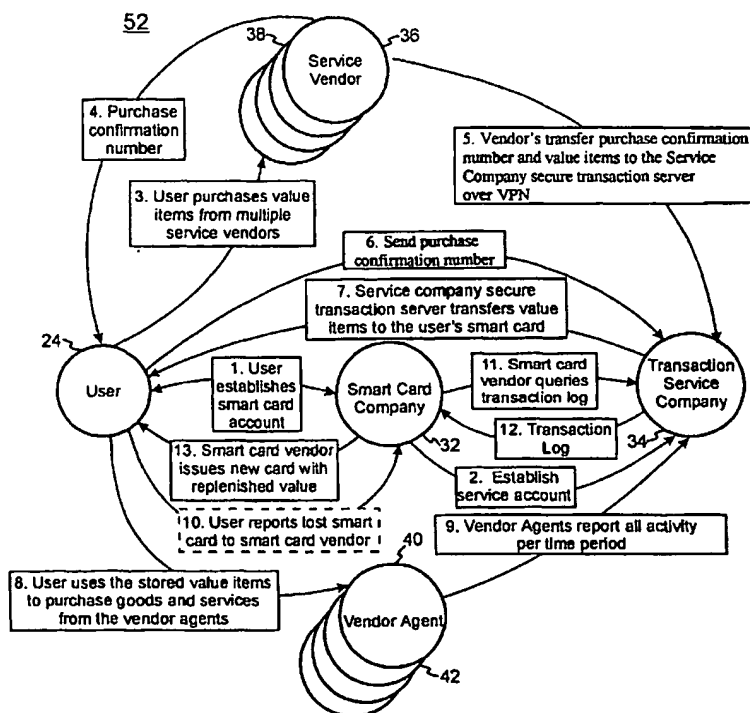 52
38
36
Service
Vendor
4. Purchase
confirmation
number
5. Vendor's transfer purchase confirmation
number and value items to the Service
Company secure transaction server
over VPN
3. User purchases value
items from multiple
service vendors
6. Send purchase
confirmation number
7. Service company secure
transaction server transfers value
items to the user's smart card
24
User
1. User
establishes
smart card
account
Smart Card
Company
32
11. Smart card
vendor queries
transaction log
Transaction
Service
Company
34
12. Transaction
Log
13. Smart card vendor
issues new card with
replenished value
2. Establish
service account
10. User reports lost smart
card to smart card vendor
9. Vendor Agents report all activity
per time period
40
8. User uses the stored value items
to purchase goods and services
from the vendor agents
Vendor Agent
42